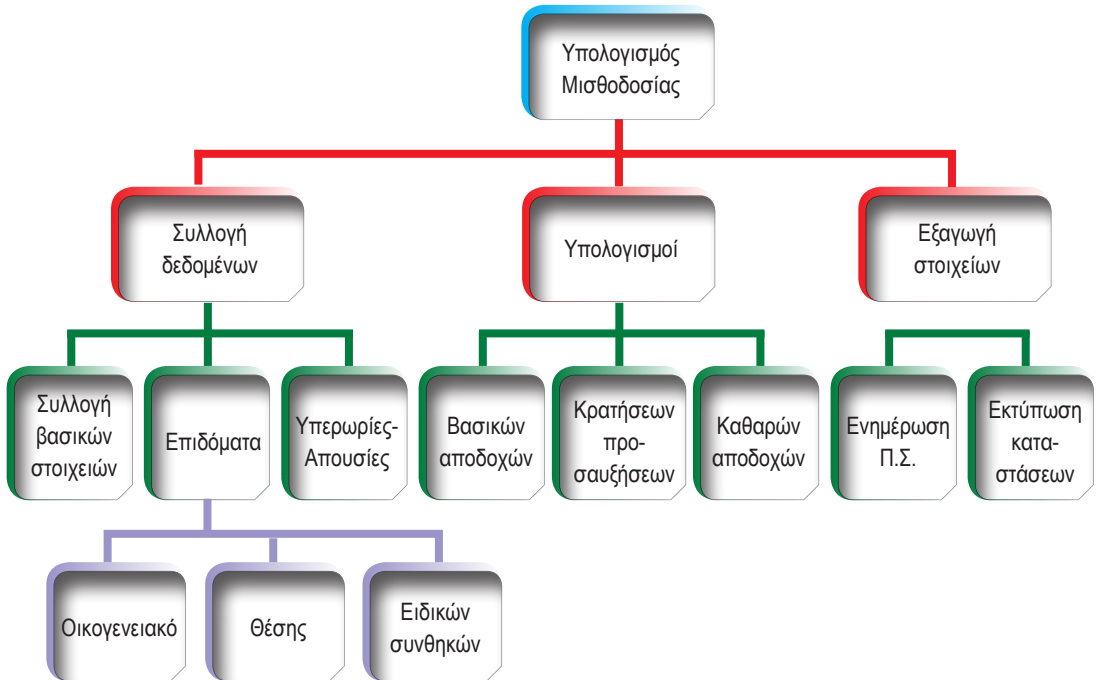 Υπολογισμός
Μισθοδοσίας
Συλλογή
δεδομένων
Υπολογισμοί
Εξαγωγή
στοιχείων
Συλλογή
βασικών
στοιχειών
Επιδόματα
Υπερωρίες-
Απουσίες
Βασικών
αποδοχών
Κρατήσεων
προ-
σαυξήσεων
Καθαρών
αποδοχών
Ενημέρωση
Π.Σ.
Εκτύπωση
κατα-
στάσεων
Οικογενειακό
Θέσης
Ειδικών
συνθηκών